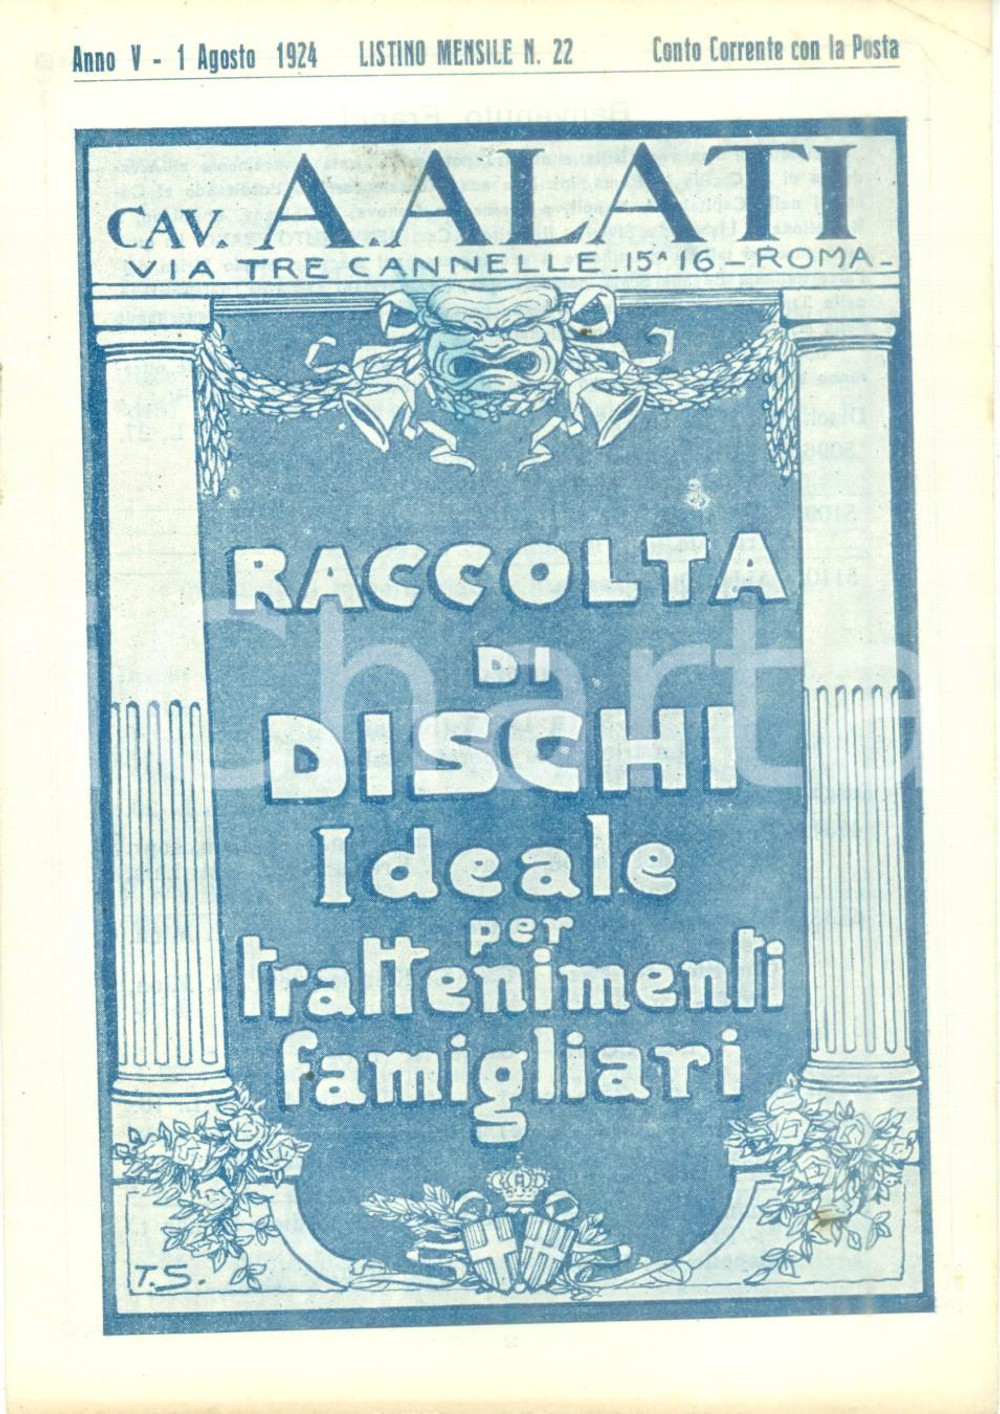 Anno V - 1 Agosto 1924 LISTINO MENSILE N. 22 Conto Corrente con la Posta
CAV. A. ALATI
VIA TRE CANNELLE. 15ᴬ 16 - ROMA -
RACCOLTA
DI
DISCHI
Ideale
per
trattenimenti
famigliari
T.S.
iCharta